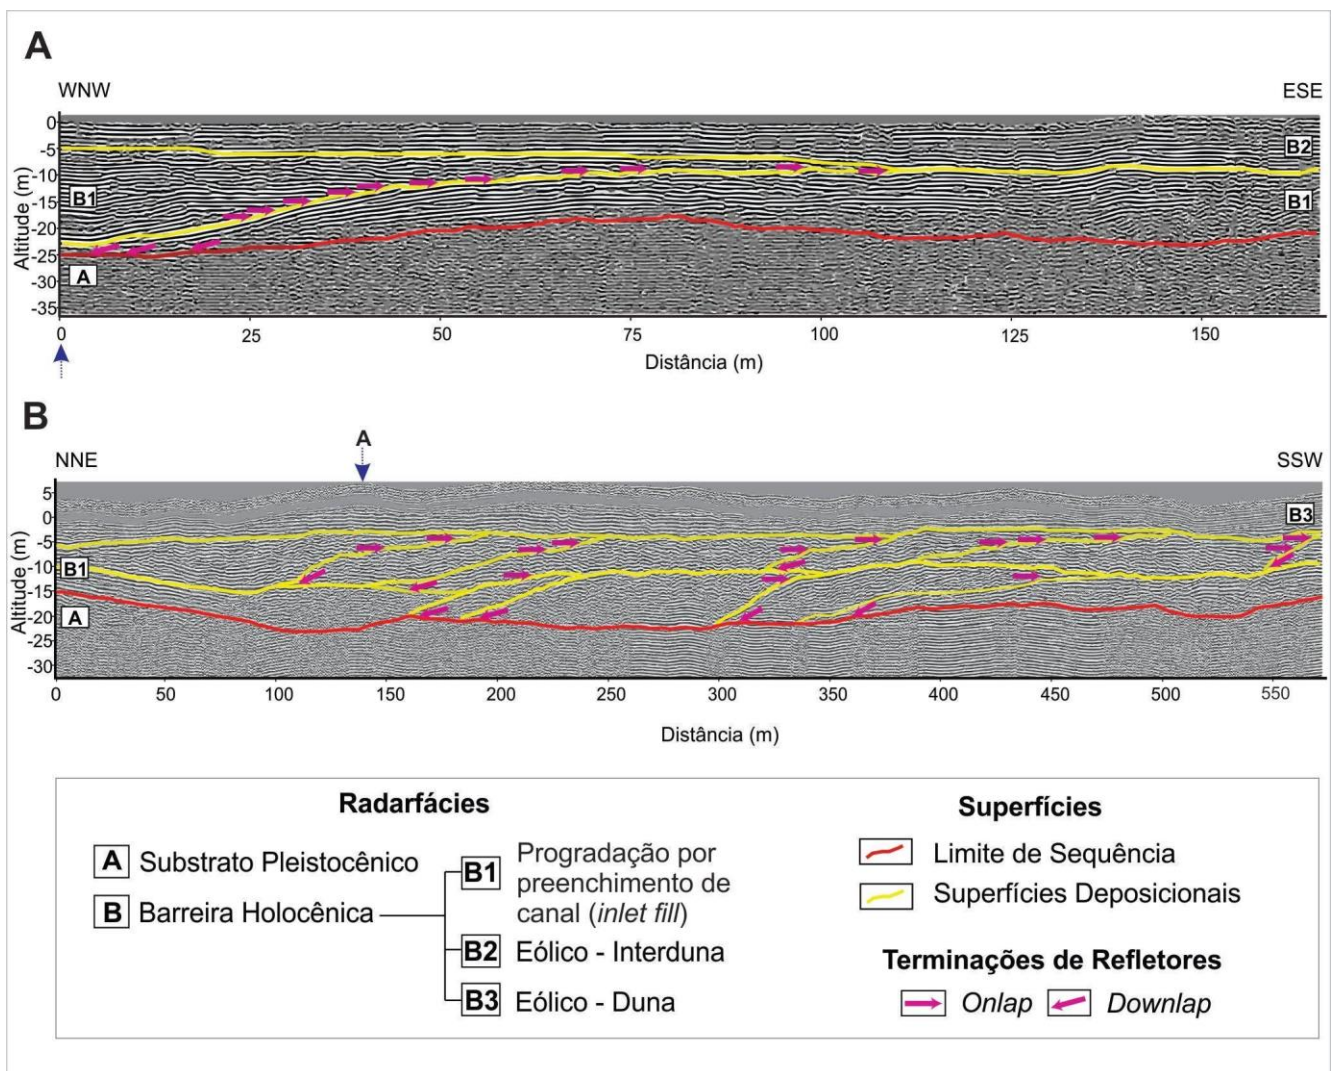 A
WNW
ESE
0
-5
-10
-15
-20
-25
-30
-35
Altitude (m)
B2
B1
B1
A
0
25
50
75
100
125
150
Distância (m)
B
A
NNE
SSW
5
0
-5
-10
-15
-20
-25
-30
Altitude (m)
B3
B1
A
0
50
100
150
200
250
300
350
400
450
500
550
Distância (m)
Radarfácies
A Substrato Pleistocênico
B Barreira Holocênica
B1 Progradação por
preenchimento de
canal (inlet fill)
B2 Eólico - Interduna
B3 Eólico - Duna
Superfícies
Limite de Sequência
Superfícies Deposicionais
Terminações de Refletores
Onlap Downlap